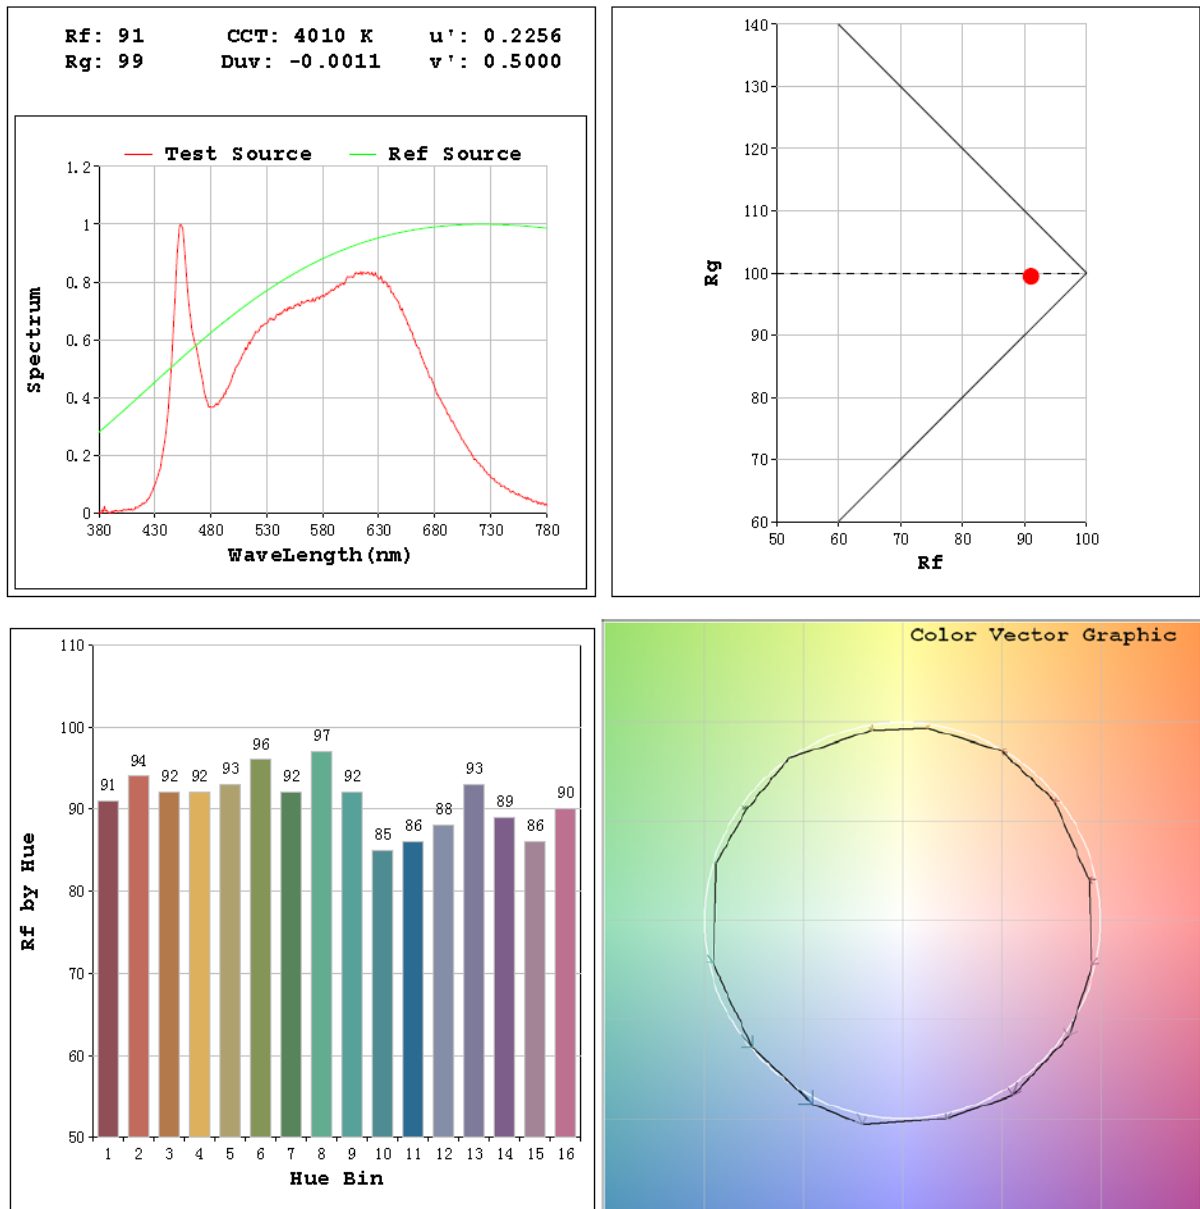 Rf: 91 CCT: 4010 K u': 0.2256
Rg: 99 Duv: -0.0011 v': 0.5000
Test Source Ref Source
1.2
1
0.8
0.6
0.4
0.2
0
Spectrum
380 430 480 530 580 630 680 730 780
WaveLength(nm)
140
130
120
110
100
90
80
70
60
Rg
50 60 70 80 90 100
Rf
110
100
90
80
70
60
50
Rf by Hue
91 94 92 92 93 96 92 97 92 85 86 88 93 89 86 90
1 2 3 4 5 6 7 8 9 10 11 12 13 14 15 16
Hue Bin
Color Vector Graphic